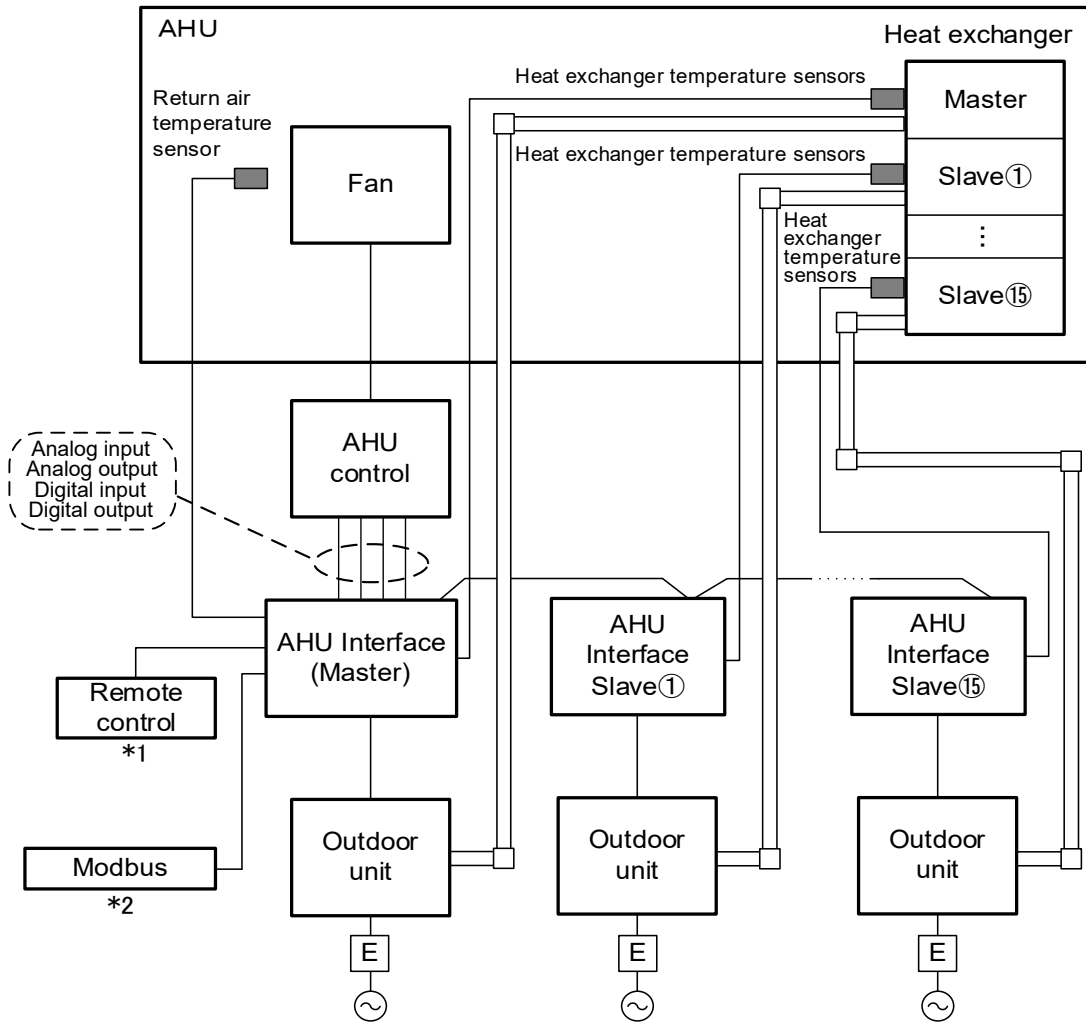 AHU
Heat exchanger
Heat exchanger temperature sensors
Master
Return air
temperature
sensor
Fan
Heat exchanger temperature sensors
Slave①
Heat
exchanger
temperature
sensors
⋮
Slave⑮
Analog input
Analog output
Digital input
Digital output
AHU
control
AHU Interface
(Master)
AHU
Interface
Slave①
AHU
Interface
Slave⑮
Remote
control
*1
Modbus
*2
Outdoor
unit
Outdoor
unit
Outdoor
unit
E
E
E